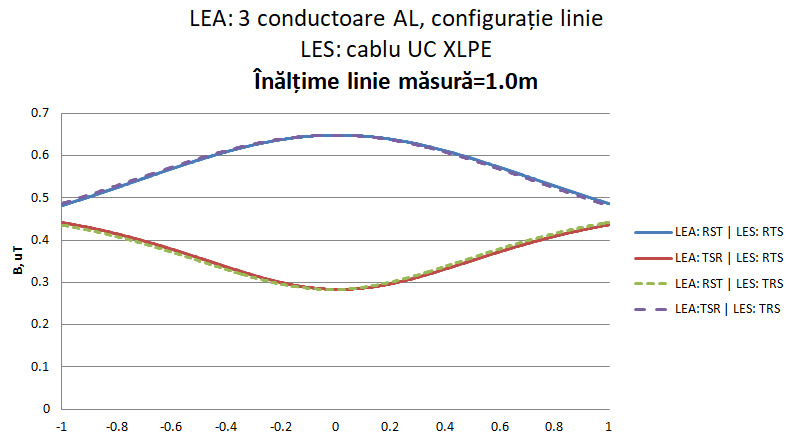 LEA: 3 conductoare AL, configurație linie
LES: cablu UC XLPE
Înălțime linie măsură=1.0m
0.7
0.6
0.5
0.4
0.3
0.2
0.1
0
B, uT
-1 -0.8 -0.6 -0.4 -0.2 0 0.2 0.4 0.6 0.8 1
LEA: RST | LES: RTS
LEA: TSR | LES: RTS
LEA: RST | LES: TRS
LEA:TSR | LES: TRS